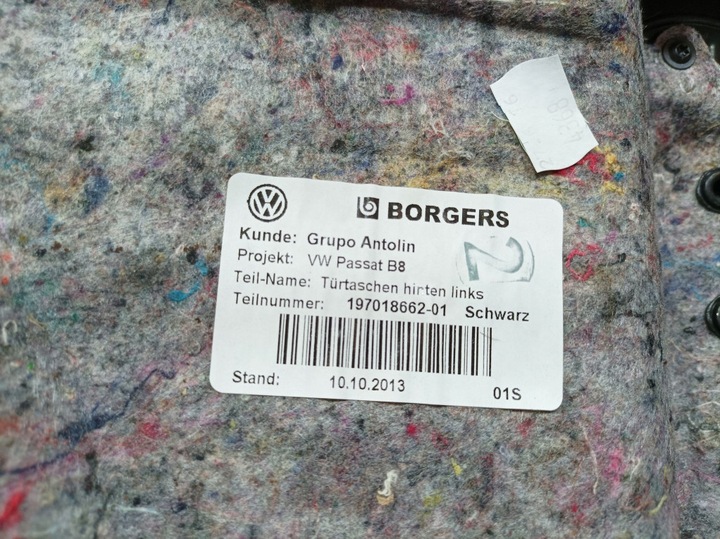 BORGERS
Kunde: Grupo Antolin
Projekt: VW Passat B8
Teil-Name: Türtaschen hirten links
Teilnummer: 197018662-01 Schwarz
Stand: 10.10.2013 01S
2